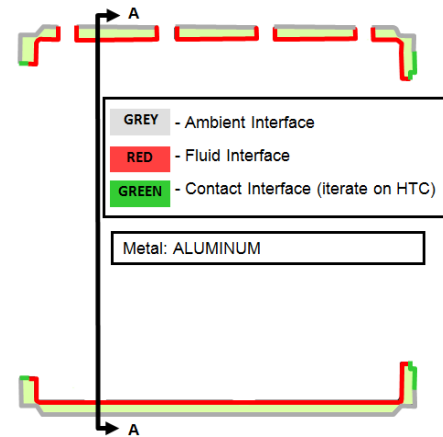 A
GREY - Ambient Interface
RED - Fluid Interface
GREEN - Contact Interface (iterate on HTC)
Metal: ALUMINUM
A